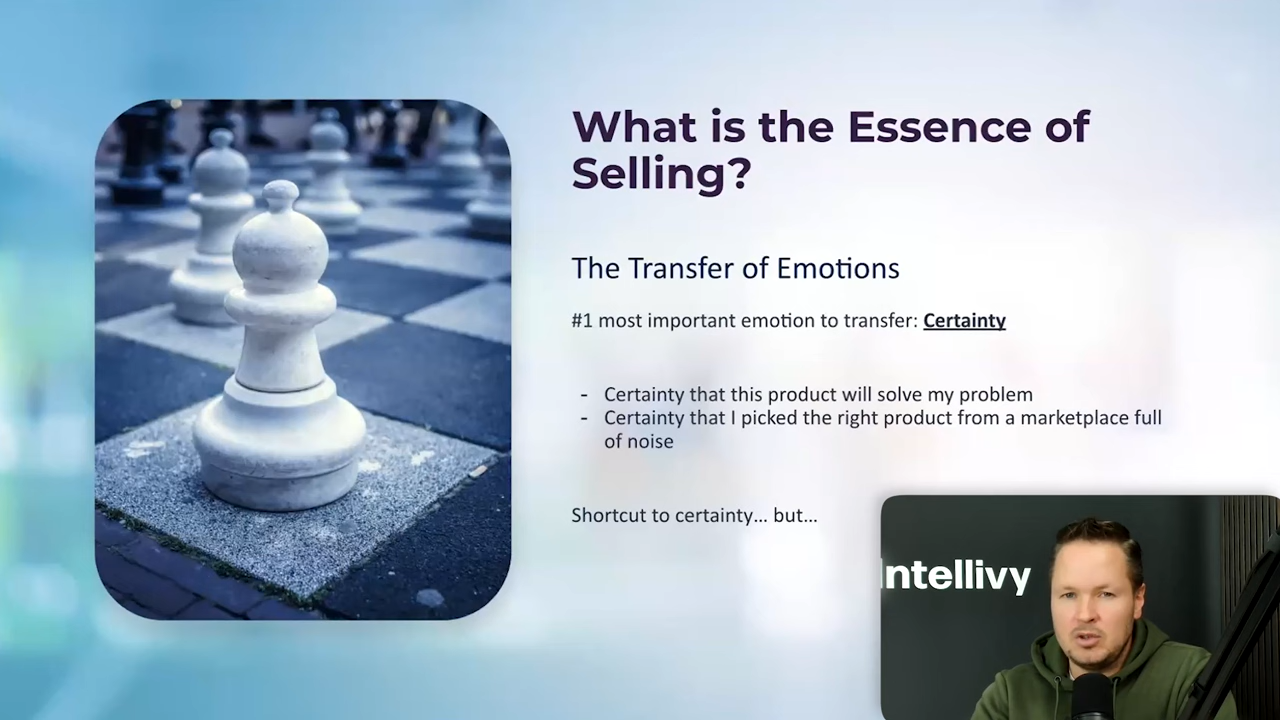 What is the Essence of
Selling?
The Transfer of Emotions
#1 most important emotion to transfer: Certainty
- Certainty that this product will solve my problem
- Certainty that I picked the right product from a marketplace full
of noise
Shortcut to certainty... but...
Intellivy